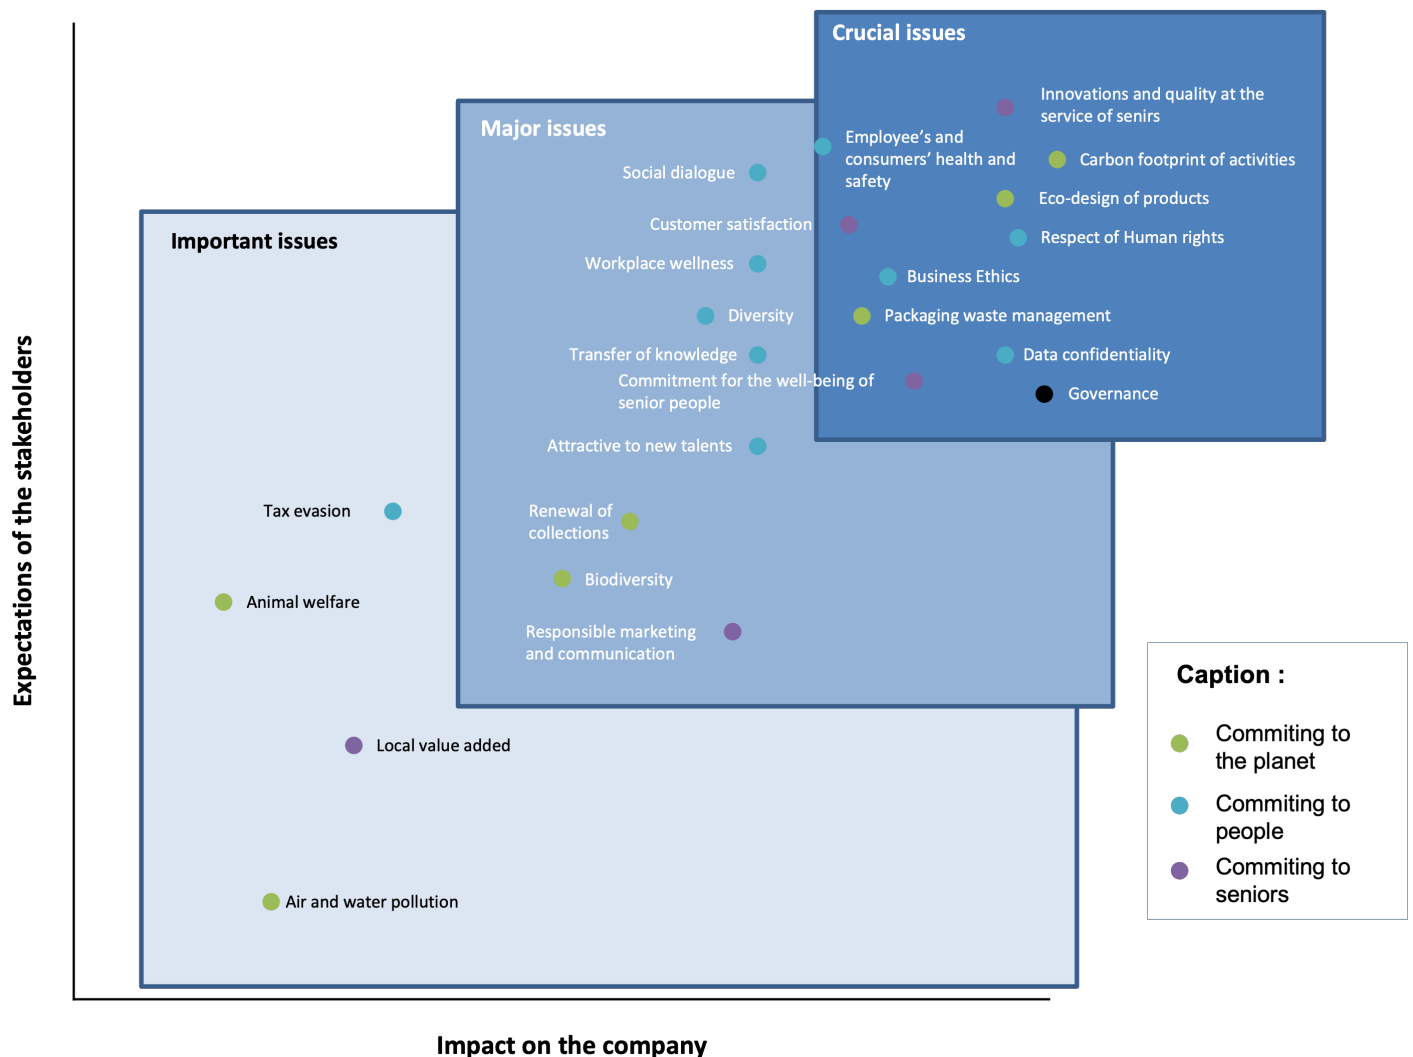 Crucial issues
Innovations and quality at the
service of senirs
Major issues
Employee’s and
consumers’ health and
safety
Carbon footprint of activities
Social dialogue
Eco-design of products
Customer satisfaction
Respect of Human rights
Important issues
Workplace wellness
Business Ethics
Diversity
Packaging waste management
Transfer of knowledge
Data confidentiality
Commitment for the well-being of
senior people
Governance
Attractive to new talents
Tax evasion
Renewal of
collections
Biodiversity
Animal welfare
Responsible marketing
and communication
Local value added
Air and water pollution
Expectations of the stakeholders
Impact on the company
Caption :
Commiting to
the planet
Commiting to
people
Commiting to
seniors